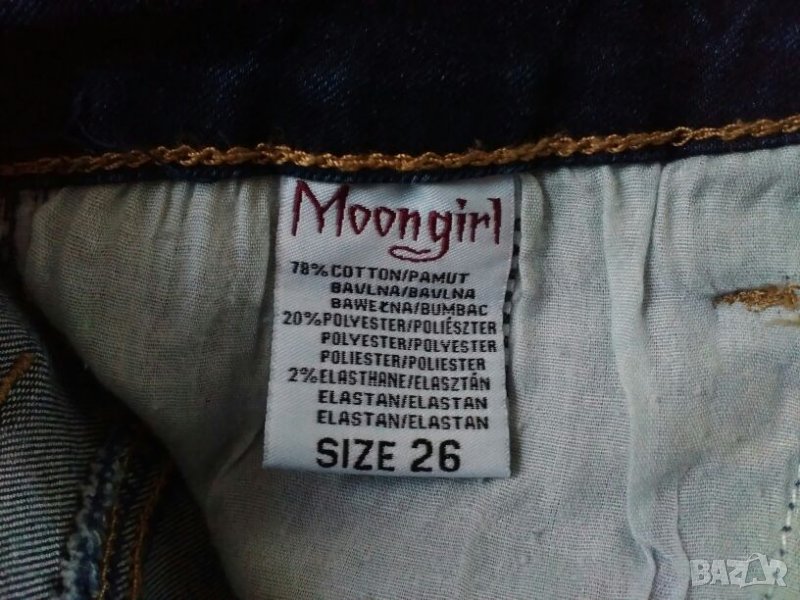 Moongirl
78% COTTON/PAMUT
BAVLNA/BAVLNA
BAWEŁNA/BUMBAC
20% POLYESTER/POLIÉSZTER
POLYESTER/POLYESTER
POLIESTER/POLIESTER
2% ELASTHANE/ELASZTÁN
ELASTAN/ELASTAN
ELASTAN/ELASTAN
SIZE 26
BAZAR